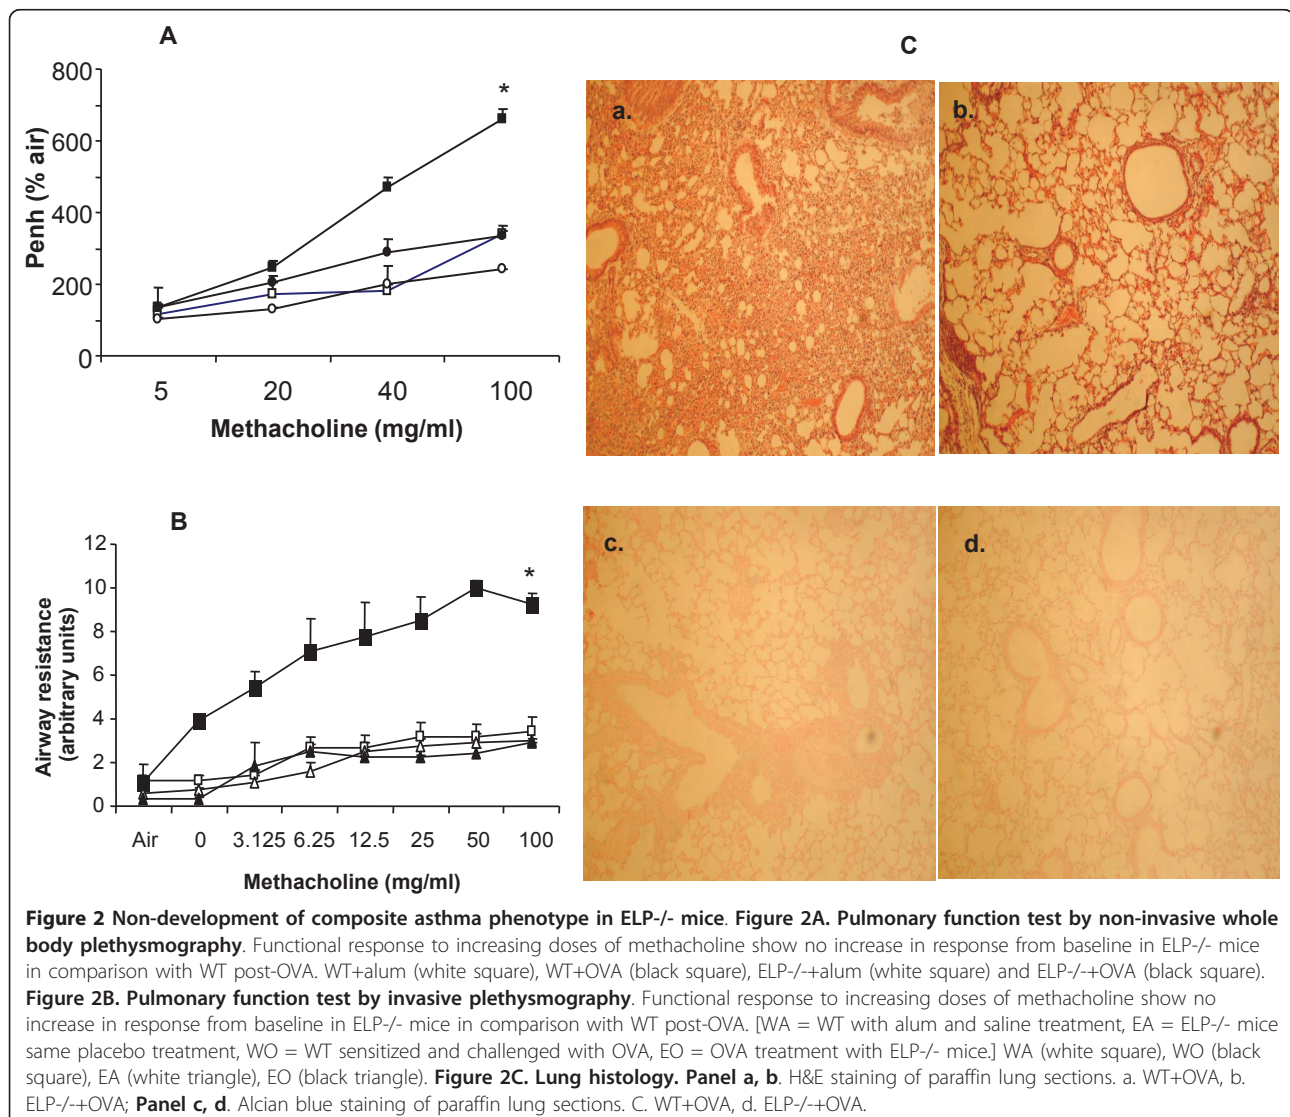 A
800
600
400
200
0
Penh (% air)
*
5 20 40 100
Methacholine (mg/ml)
B
12
10
8
6
4
2
0
Airway resistance
(arbitrary units)
*
Air 0 3.125 6.25 12.5 25 50 100
Methacholine (mg/ml)
C
a.
b.
c.
d.
Figure 2 Non-development of composite asthma phenotype in ELP-/- mice. Figure 2A. Pulmonary function test by non-invasive whole
body plethysmography. Functional response to increasing doses of methacholine show no increase in response from baseline in ELP-/- mice
in comparison with WT post-OVA. WT+alum (white square), WT+OVA (black square), ELP-/-+alum (white square) and ELP-/-+OVA (black square).
Figure 2B. Pulmonary function test by invasive plethysmography. Functional response to increasing doses of methacholine show no
increase in response from baseline in ELP-/- mice in comparison with WT post-OVA. [WA = WT with alum and saline treatment, EA = ELP-/- mice
same placebo treatment, WO = WT sensitized and challenged with OVA, EO = OVA treatment with ELP-/- mice.] WA (white square), WO (black
square), EA (white triangle), EO (black triangle). Figure 2C. Lung histology. Panel a, b. H&E staining of paraffin lung sections. a. WT+OVA, b.
ELP-/-+OVA; Panel c, d. Alcian blue staining of paraffin lung sections. C. WT+OVA, d. ELP-/-+OVA.